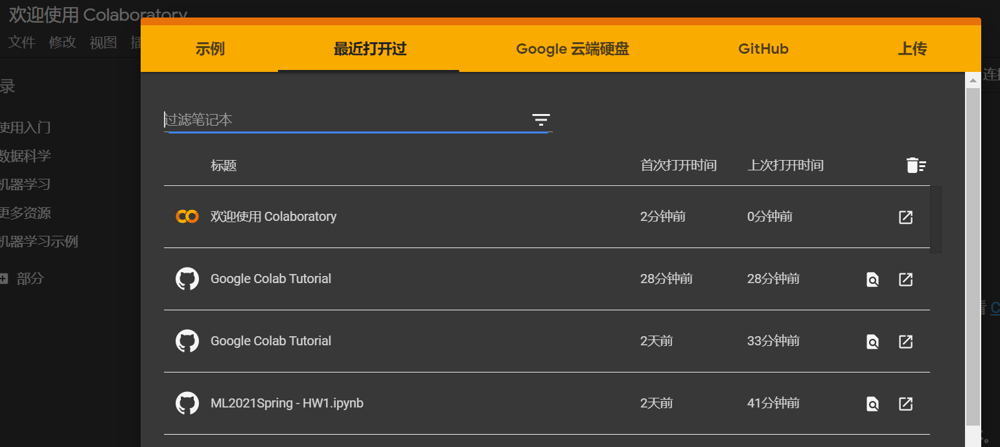 欢迎使用 Colaboratory
文件 修改 视图 插
示例 最近打开过 Google 云端硬盘 GitHub 上传
录
连接
过滤笔记本
使用入门
数据科学
标题 首次打开时间 上次打开时间
机器学习
更多资源
欢迎使用 Colaboratory 2分钟前 0分钟前
机器学习示例
部分
Google Colab Tutorial 28分钟前 28分钟前
看 C
Google Colab Tutorial 2天前 33分钟前
ML2021Spring - HW1.ipynb 2天前 41分钟前